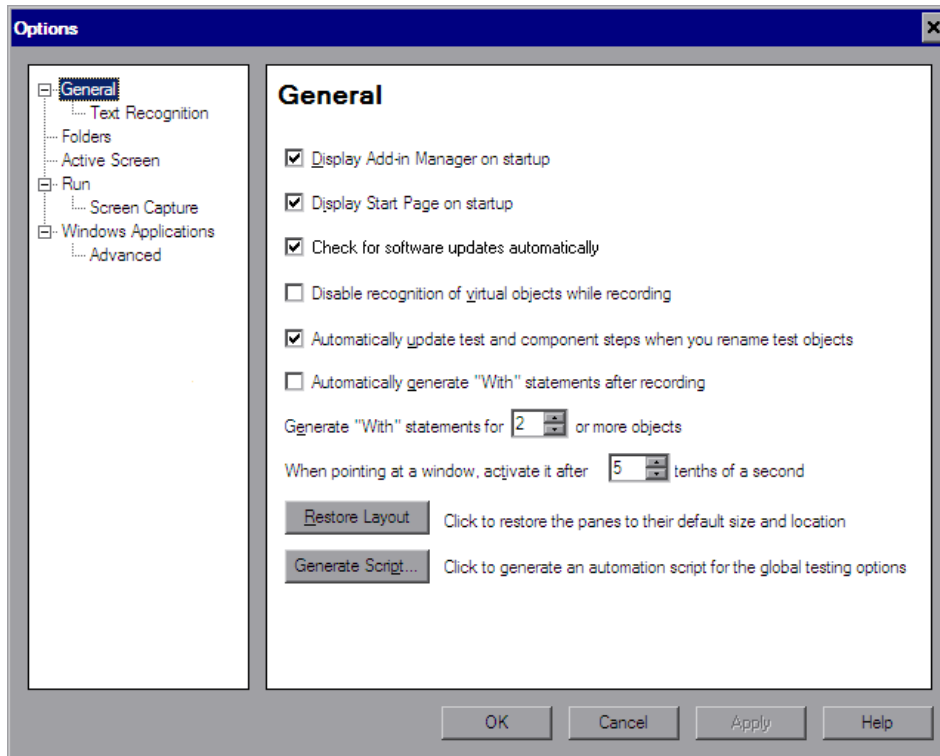 Options
General
Text Recognition
Folders
Active Screen
Run
Screen Capture
Windows Applications
Advanced
General
Display Add-in Manager on startup
Display Start Page on startup
Check for software updates automatically
Disable recognition of virtual objects while recording
Automatically update test and component steps when you rename test objects
Automatically generate "With" statements after recording
Generate "With" statements for 2 or more objects
When pointing at a window, activate it after 5 tenths of a second
Restore Layout Click to restore the panes to their default size and location
Generate Script... Click to generate an automation script for the global testing options
OK Cancel Apply Help